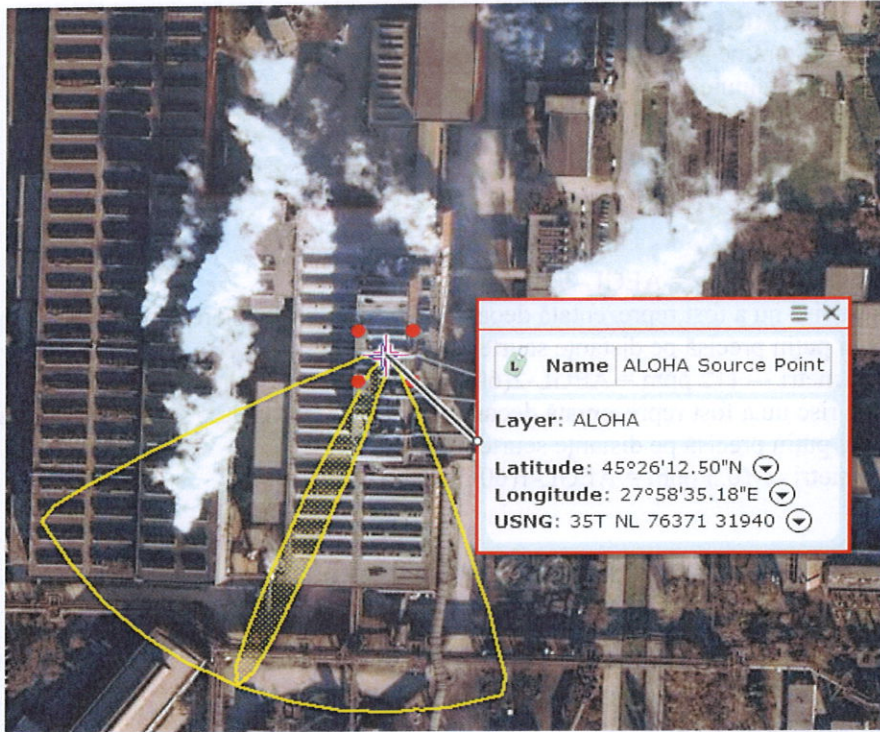 L Name ALOHA Source Point
Layer: ALOHA
Latitude: 45°26'12.50"N
Longitude: 27°58'35.18"E
USNG: 35T NL 76371 31940